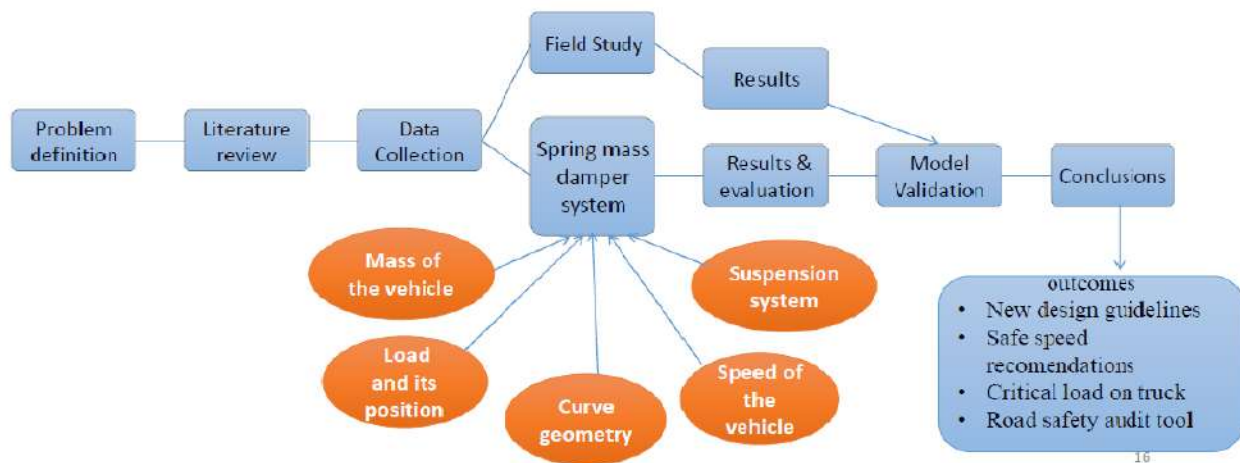 Field Study
Results
Problem
definition
Literature
review
Data
Collection
Spring mass
damper
system
Results &
evaluation
Model
Validation
Conclusions
Mass of
the vehicle
Suspension
system
Load
and its
position
Curve
geometry
Speed of
the
vehicle
outcomes
• New design guidelines
• Safe speed
recomendations
• Critical load on truck
• Road safety audit tool
16